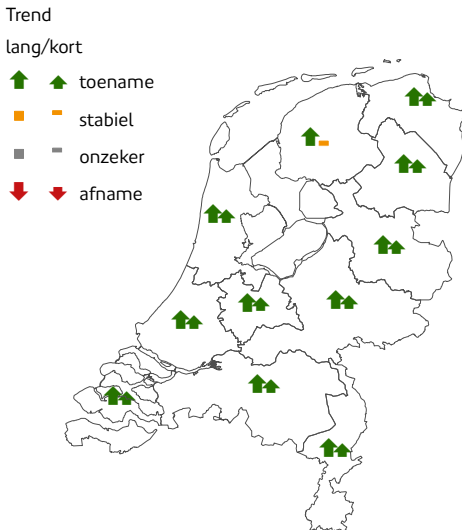 Trend
lang/kort
toename
stabiel
onzeker
afname